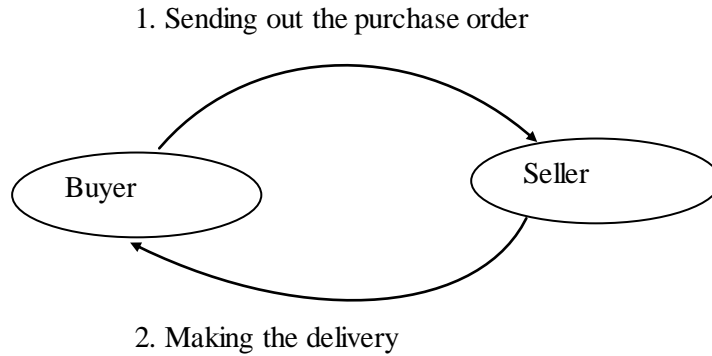 1. Sending out the purchase order
Buyer
Seller
2. Making the delivery